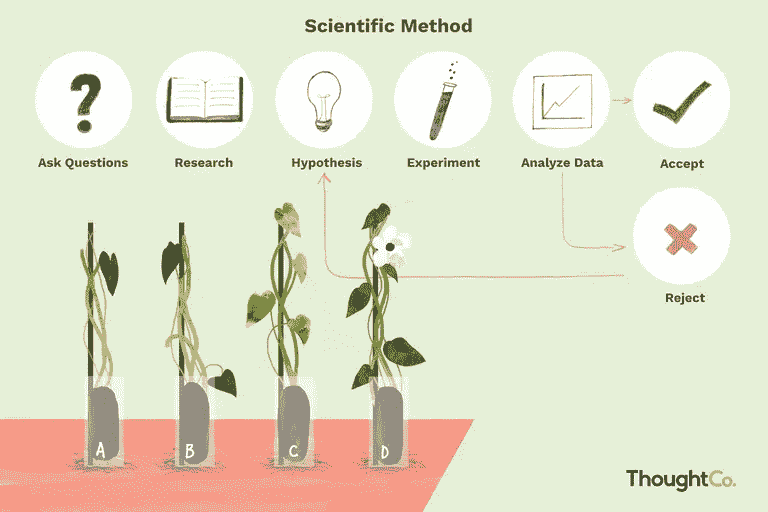 Scientific Method
Ask Questions
Research
Hypothesis
Experiment
Analyze Data
Accept
Reject
A
B
C
D
ThoughtCo.